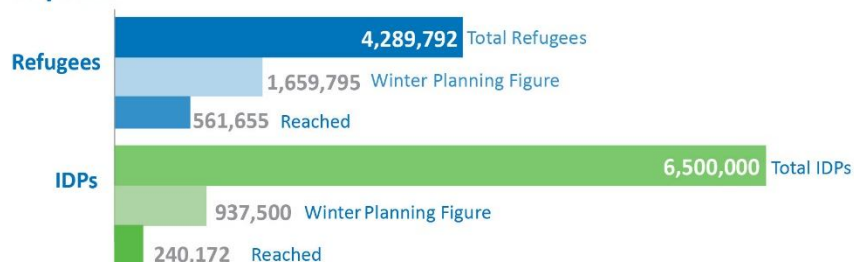 4,289,792 Total Refugees
Refugees
1,659,795 Winter Planning Figure
561,655 Reached
6,500,000 Total IDPs
IDPs
937,500 Winter Planning Figure
240,172 Reached